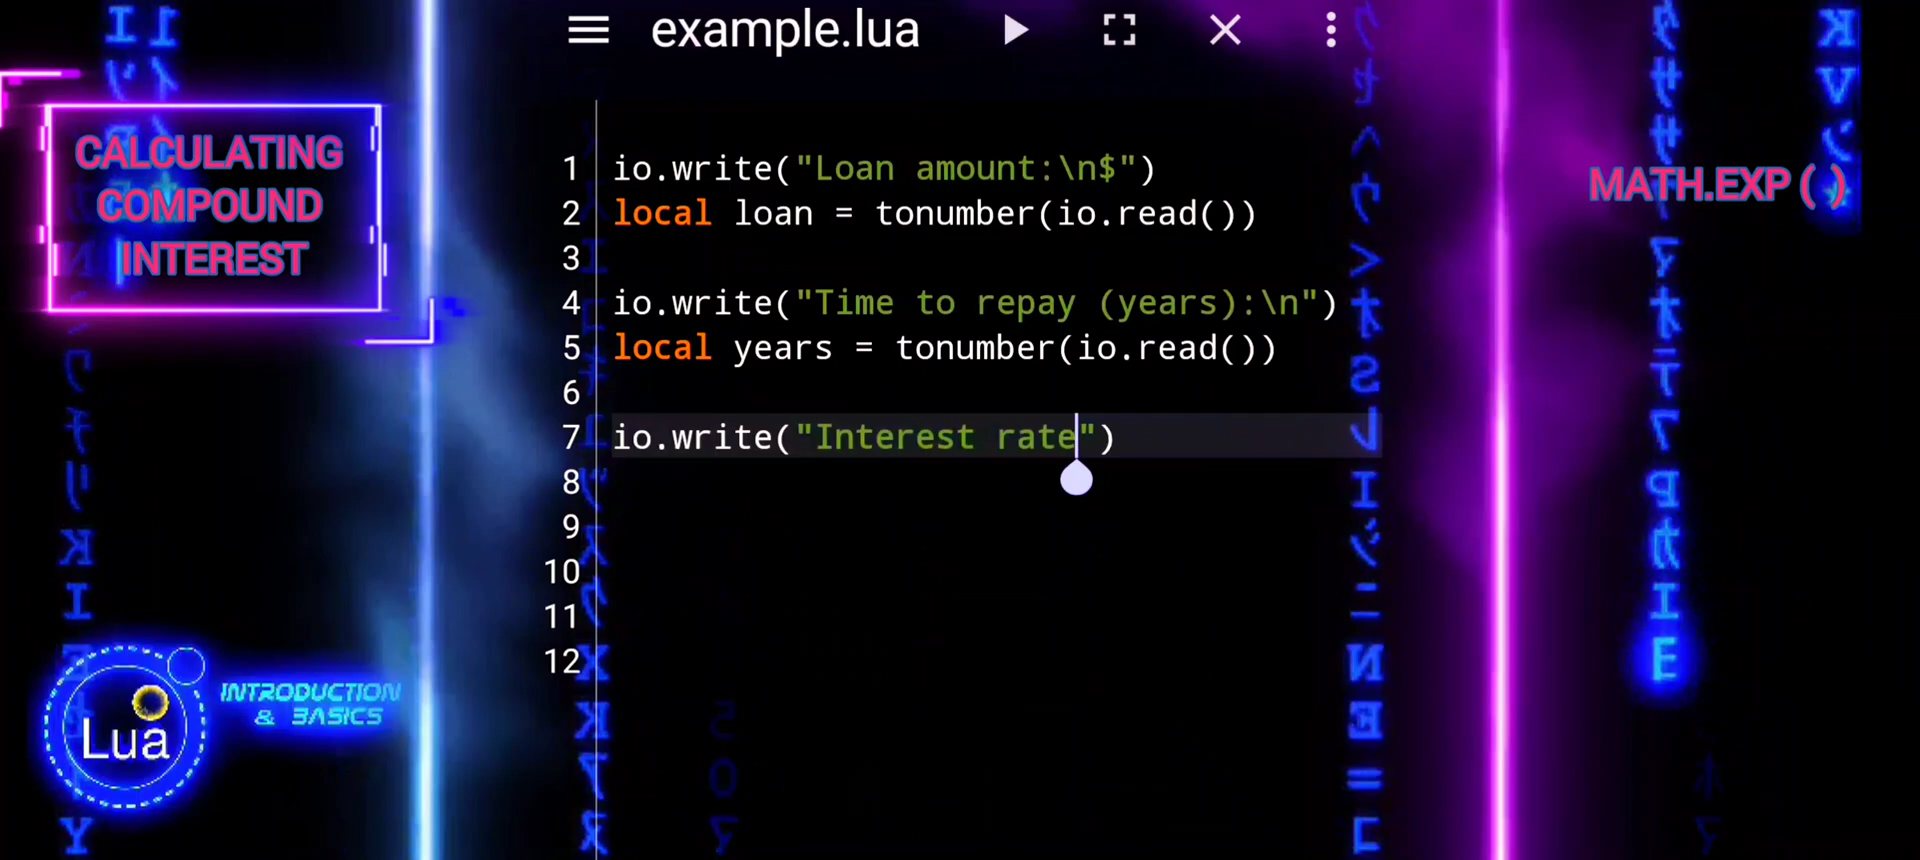 example.lua
CALCULATING
COMPOUND
INTEREST
MATH.EXP ( )
1 io.write("Loan amount:\n$")
2 local loan = tonumber(io.read())
3
4 io.write("Time to repay (years):\n")
5 local years = tonumber(io.read())
6
7 io.write("Interest rate")
8
9
10
11
12
Lua
INTRODUCTION
& BASICS